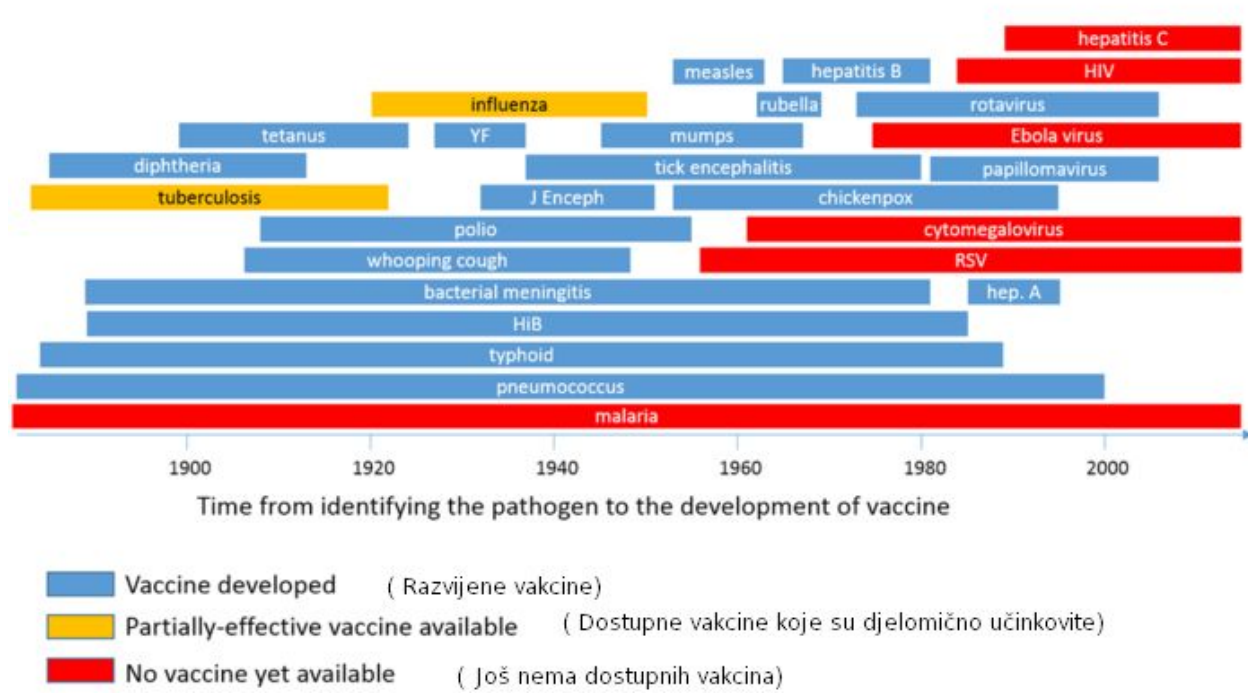 hepatitis C
measles hepatitis B HIV
influenza rubella rotavirus
tetanus YF mumps Ebola virus
diphtheria tick encephalitis papillomavirus
tuberculosis J Enceph chickenpox
polio cytomegalovirus
whooping cough RSV
bacterial meningitis hep. A
HiB
typhoid
pneumococcus
malaria
1900 1920 1940 1960 1980 2000
Time from identifying the pathogen to the development of vaccine
Vaccine developed ( Razvijene vakcine)
Partially-effective vaccine available ( Dostupne vakcine koje su djelomično učinkovite)
No vaccine yet available ( Još nema dostupnih vakcina)